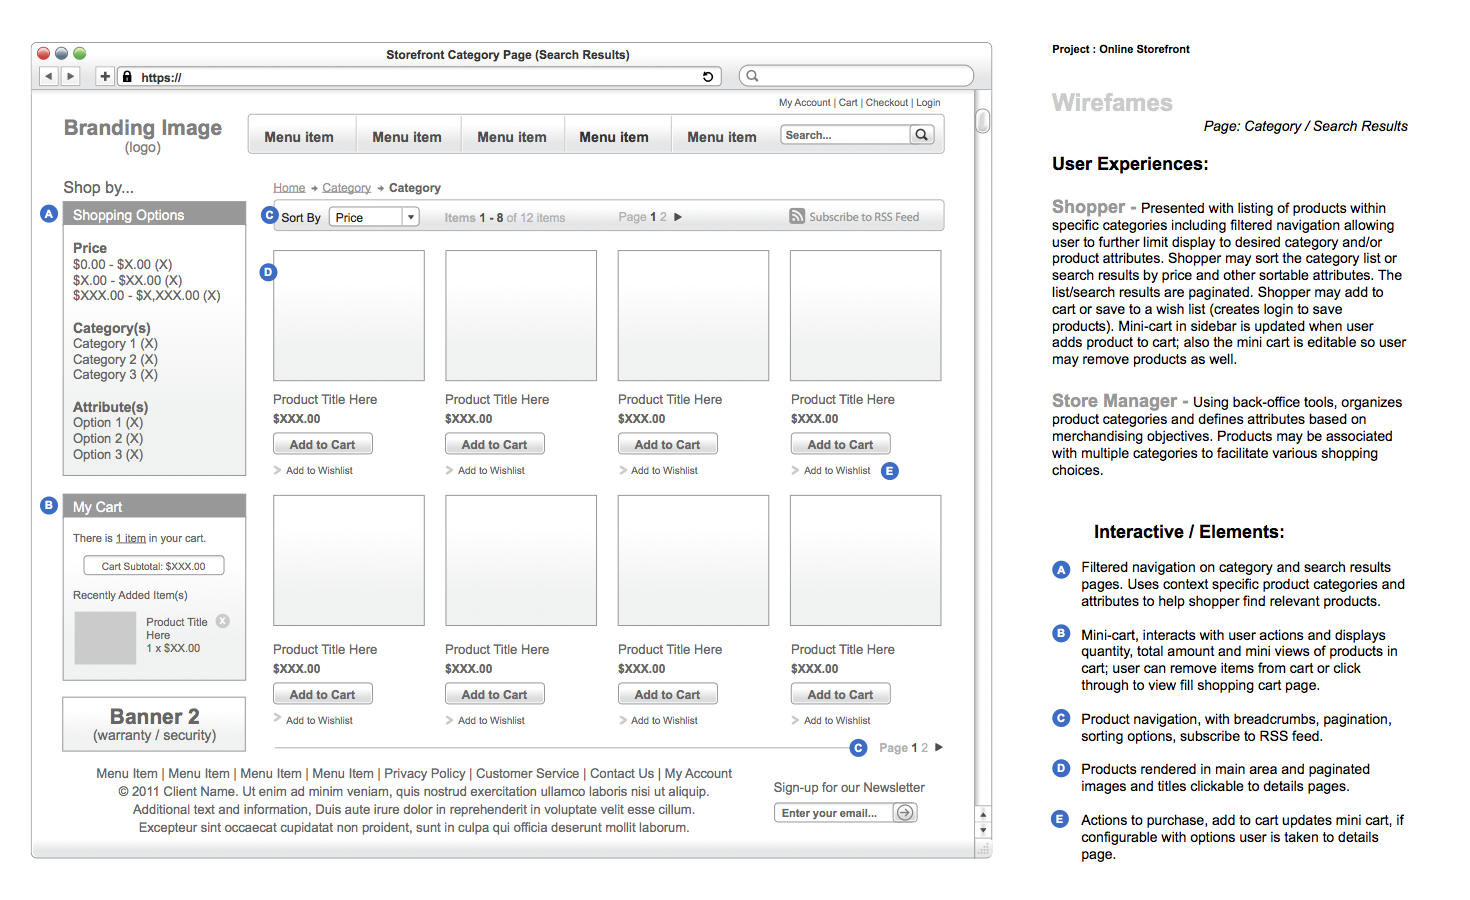 Storefront Category Page (Search Results)
https://
My Account | Cart | Checkout | Login
Branding Image
(logo)
Menu item
Menu item
Menu item
Menu item
Menu item
Search...
Shop by...
A
Shopping Options
Price
$0.00 - $X.00 (X)
$X.00 - $XX.00 (X)
$XXX.00 - $X,XXX.00 (X)
Category(s)
Category 1 (X)
Category 2 (X)
Category 3 (X)
Attribute(s)
Option 1 (X)
Option 2 (X)
Option 3 (X)
B
My Cart
There is 1 item in your cart.
Cart Subtotal: $XXX.00
Recently Added Item(s)
Product Title
Here
1 x $XX.00
X
Banner 2
(warranty / security)
Home → Category → Category
C
Sort By
Price
Items 1 - 8 of 12 items
Page 1 2
Subscribe to RSS Feed
D
Product Title Here
$XXX.00
Add to Cart
Add to Wishlist
Product Title Here
$XXX.00
Add to Cart
Add to Wishlist
Product Title Here
$XXX.00
Add to Cart
Add to Wishlist
Product Title Here
$XXX.00
Add to Cart
Add to Wishlist
E
Product Title Here
$XXX.00
Add to Cart
Add to Wishlist
Product Title Here
$XXX.00
Add to Cart
Add to Wishlist
Product Title Here
$XXX.00
Add to Cart
Add to Wishlist
Product Title Here
$XXX.00
Add to Cart
Add to Wishlist
C
Page 1 2
Menu Item | Menu Item | Menu Item | Menu Item | Privacy Policy | Customer Service | Contact Us | My Account
© 2011 Client Name. Ut enim ad minim veniam, quis nostrud exercitation ullamco laboris nisi ut aliquip.
Additional text and information, Duis aute irure dolor in reprehenderit in voluptate velit esse cillum.
Excepteur sint occaecat cupidatat non proident, sunt in culpa qui officia deserunt mollit laborum.
Sign-up for our Newsletter
Enter your email...
Project : Online Storefront
Wirefames
Page: Category / Search Results
User Experiences:
Shopper - Presented with listing of products within
specific categories including filtered navigation allowing
user to further limit display to desired category and/or
product attributes. Shopper may sort the category list or
search results by price and other sortable attributes. The
list/search results are paginated. Shopper may add to
cart or save to a wish list (creates login to save
products). Mini-cart in sidebar is updated when user
adds product to cart; also the mini cart is editable so user
may remove products as well.
Store Manager - Using back-office tools, organizes
product categories and defines attributes based on
merchandising objectives. Products may be associated
with multiple categories to facilitate various shopping
choices.
Interactive / Elements:
A
Filtered navigation on category and search results
pages. Uses context specific product categories and
attributes to help shopper find relevant products.
B
Mini-cart, interacts with user actions and displays
quantity, total amount and mini views of products in
cart; user can remove items from cart or click
through to view fill shopping cart page.
C
Product navigation, with breadcrumbs, pagination,
sorting options, subscribe to RSS feed.
D
Products rendered in main area and paginated
images and titles clickable to details pages.
E
Actions to purchase, add to cart updates mini cart, if
configurable with options user is taken to details
page.